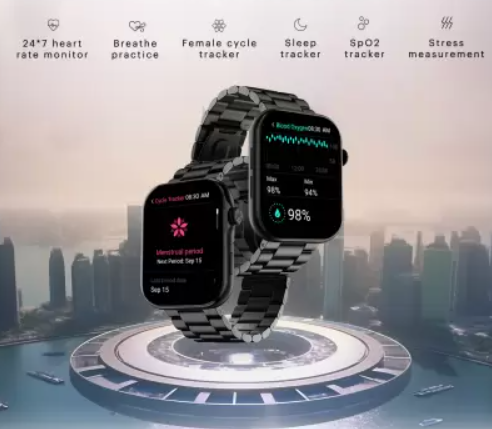 24*7 heart rate monitor
Breathe practice
Female cycle tracker
Sleep tracker
SpO2 tracker
Stress measurement
Blood Oxygen 08:30 AM
Max
98%
Min
94%
98%
Cycle Tracker 08:30 AM
Menstrual period
Next Period: Sep 15
Sep 15